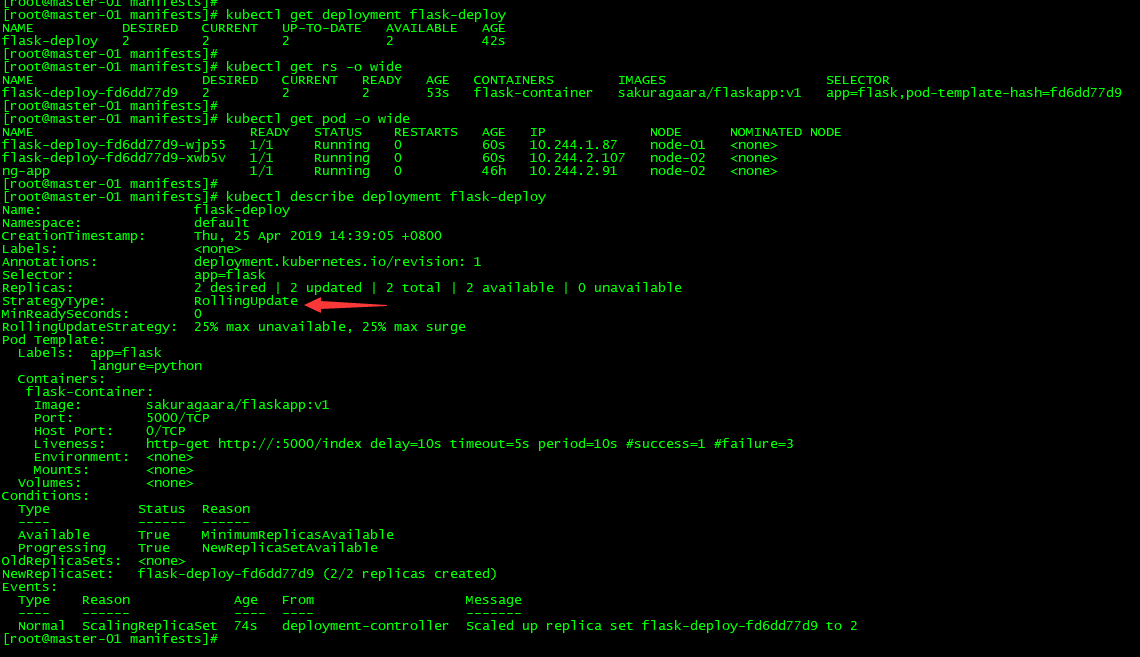 [root@master-01 manifests]#
[root@master-01 manifests]# kubectl get deployment flask-deploy
NAME           DESIRED   CURRENT   UP-TO-DATE   AVAILABLE   AGE
flask-deploy   2         2         2            2           42s
[root@master-01 manifests]#
[root@master-01 manifests]# kubectl get rs -o wide
NAME                     DESIRED   CURRENT   READY   AGE   CONTAINERS        IMAGES                    SELECTOR
flask-deploy-fd6dd77d9   2         2         2       53s   flask-container   sakuragaara/flaskapp:v1   app=flask,pod-template-hash=fd6dd77d9
[root@master-01 manifests]#
[root@master-01 manifests]# kubectl get pod -o wide
NAME                           READY   STATUS    RESTARTS   AGE   IP             NODE      NOMINATED NODE
flask-deploy-fd6dd77d9-wjp55   1/1     Running   0          60s   10.244.1.87    node-01   <none>
flask-deploy-fd6dd77d9-xwb5v   1/1     Running   0          60s   10.244.2.107   node-02   <none>
ng-app                         1/1     Running   0          46h   10.244.2.91    node-02   <none>
[root@master-01 manifests]#
[root@master-01 manifests]# kubectl describe deployment flask-deploy
Name:                   flask-deploy
Namespace:              default
CreationTimestamp:      Thu, 25 Apr 2019 14:39:05 +0800
Labels:                 <none>
Annotations:            deployment.kubernetes.io/revision: 1
Selector:               app=flask
Replicas:               2 desired | 2 updated | 2 total | 2 available | 0 unavailable
StrategyType:           RollingUpdate
MinReadySeconds:        0
RollingUpdateStrategy:  25% max unavailable, 25% max surge
Pod Template:
  Labels:  app=flask
           langure=python
  Containers:
   flask-container:
    Image:        sakuragaara/flaskapp:v1
    Port:         5000/TCP
    Host Port:    0/TCP
    Liveness:     http-get http://:5000/index delay=10s timeout=5s period=10s #success=1 #failure=3
    Environment:  <none>
    Mounts:       <none>
  Volumes:        <none>
Conditions:
  Type           Status  Reason
  ----           ------  ------
  Available      True    MinimumReplicasAvailable
  Progressing    True    NewReplicaSetAvailable
OldReplicaSets:  <none>
NewReplicaSet:   flask-deploy-fd6dd77d9 (2/2 replicas created)
Events:
  Type    Reason             Age   From                   Message
  ----    ------             ----  ----                   -------
  Normal  ScalingReplicaSet  74s   deployment-controller  Scaled up replica set flask-deploy-fd6dd77d9 to 2
[root@master-01 manifests]#